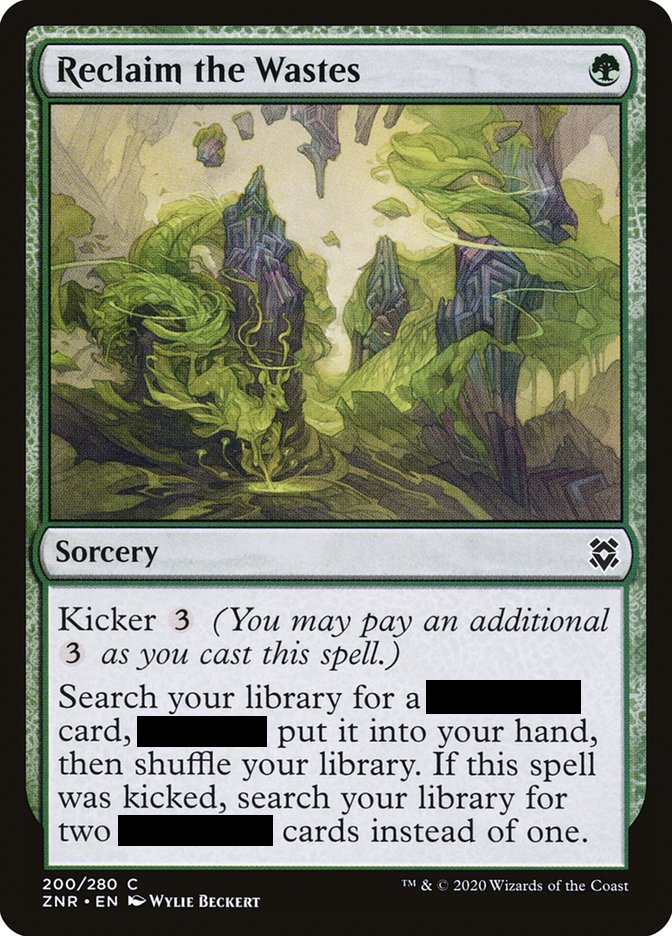 Reclaim the Wastes
Sorcery
Kicker 3 (You may pay an additional
3 as you cast this spell.)
Search your library for a
card, put it into your hand,
then shuffle your library. If this spell
was kicked, search your library for
two cards instead of one.
200/280 C
ZNR • EN Wylie Beckert
™ & © 2020 Wizards of the Coast